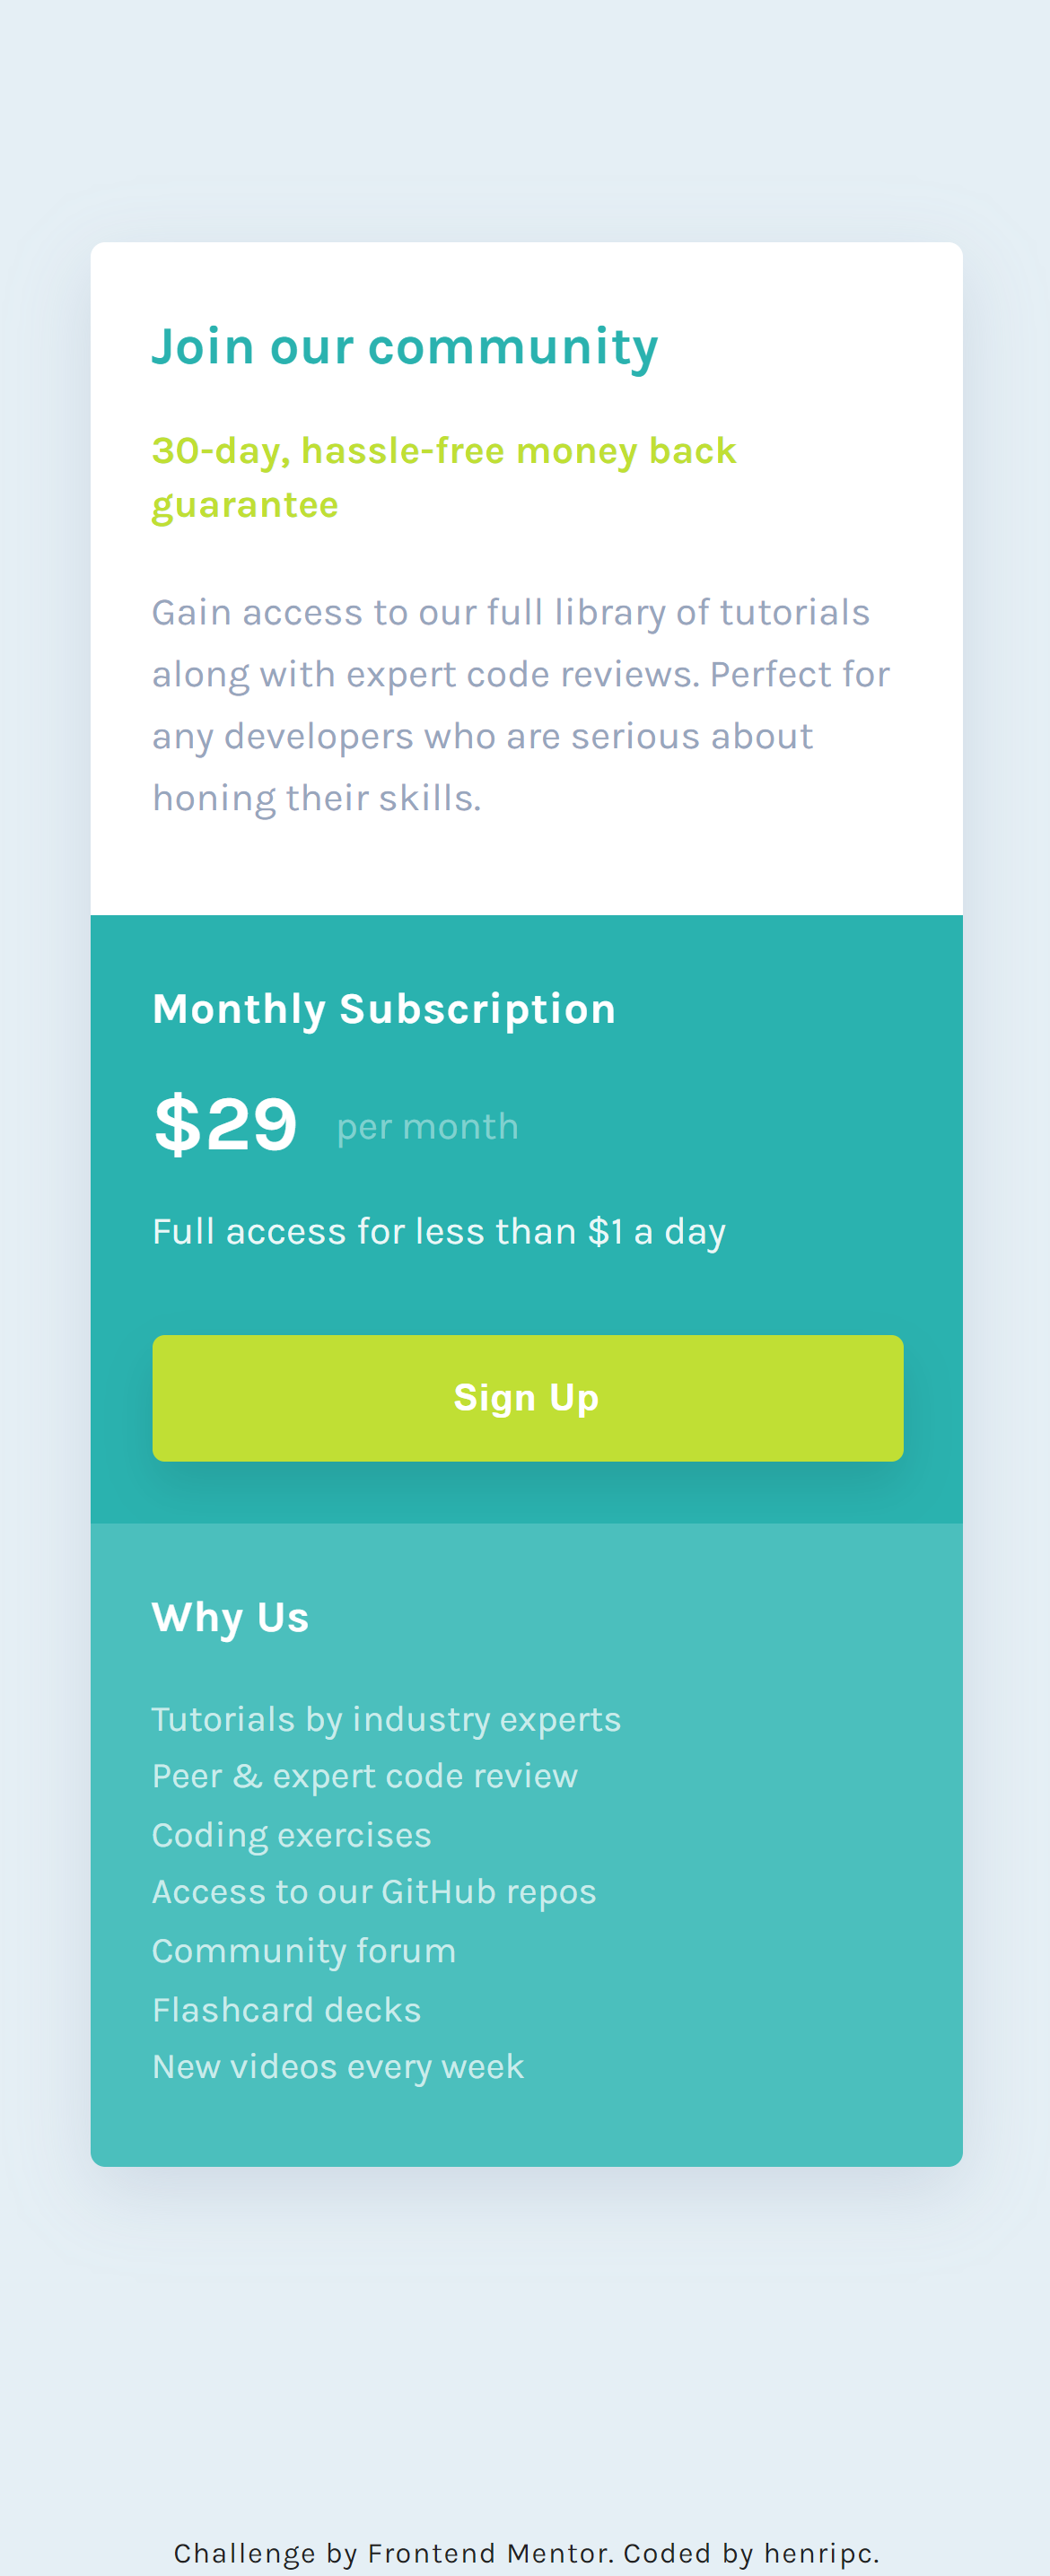 Join our community
30-day, hassle-free money back
guarantee
Gain access to our full library of tutorials
along with expert code reviews. Perfect for
any developers who are serious about
honing their skills.
Monthly Subscription
$29 per month
Full access for less than $1 a day
Sign Up
Why Us
Tutorials by industry experts
Peer & expert code review
Coding exercises
Access to our GitHub repos
Community forum
Flashcard decks
New videos every week
Challenge by Frontend Mentor. Coded by henripc.